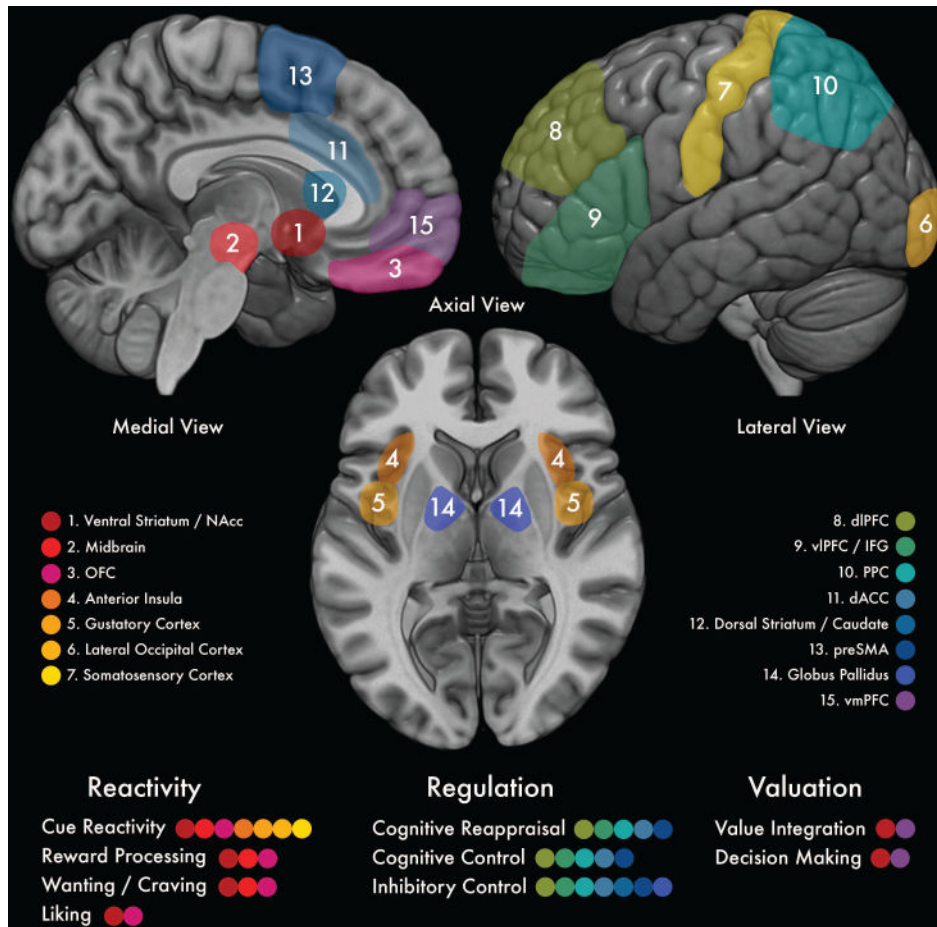 13
11
12
1
2
15
3
7
10
8
9
6
Axial View
Medial View
Lateral View
4
4
5
5
14
14
1. Ventral Striatum / NAcc
2. Midbrain
3. OFC
4. Anterior Insula
5. Gustatory Cortex
6. Lateral Occipital Cortex
7. Somatosensory Cortex
8. dlPFC
9. vlPFC / IFG
10. PPC
11. dACC
12. Dorsal Striatum / Caudate
13. preSMA
14. Globus Pallidus
15. vmPFC
Reactivity
Cue Reactivity
Reward Processing
Wanting / Craving
Liking
Regulation
Cognitive Reappraisal
Cognitive Control
Inhibitory Control
Valuation
Value Integration
Decision Making